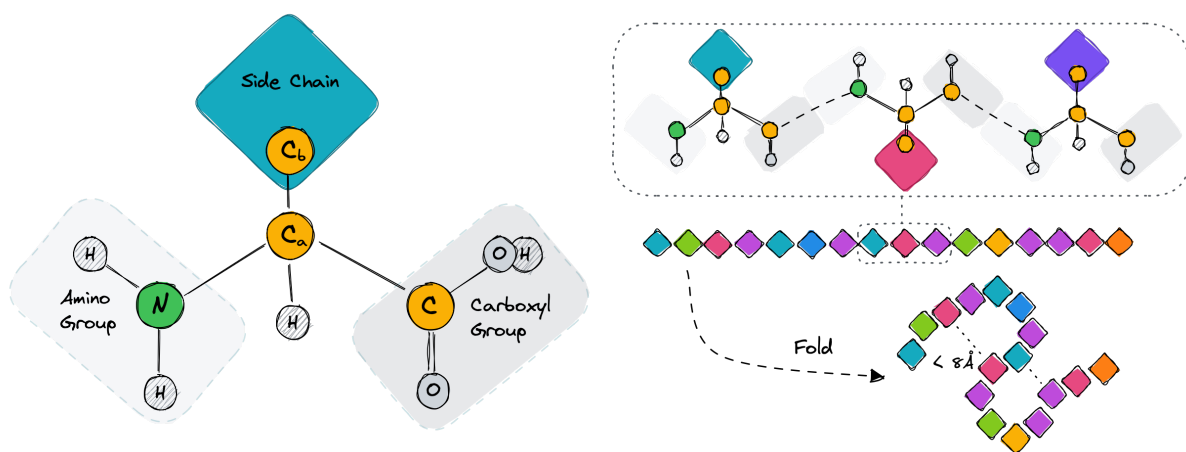 Side Chain
Cb
Ca
H
N
H
Amino
Group
H
C
O
H
O
Carboxyl
Group
Fold
< 8Å